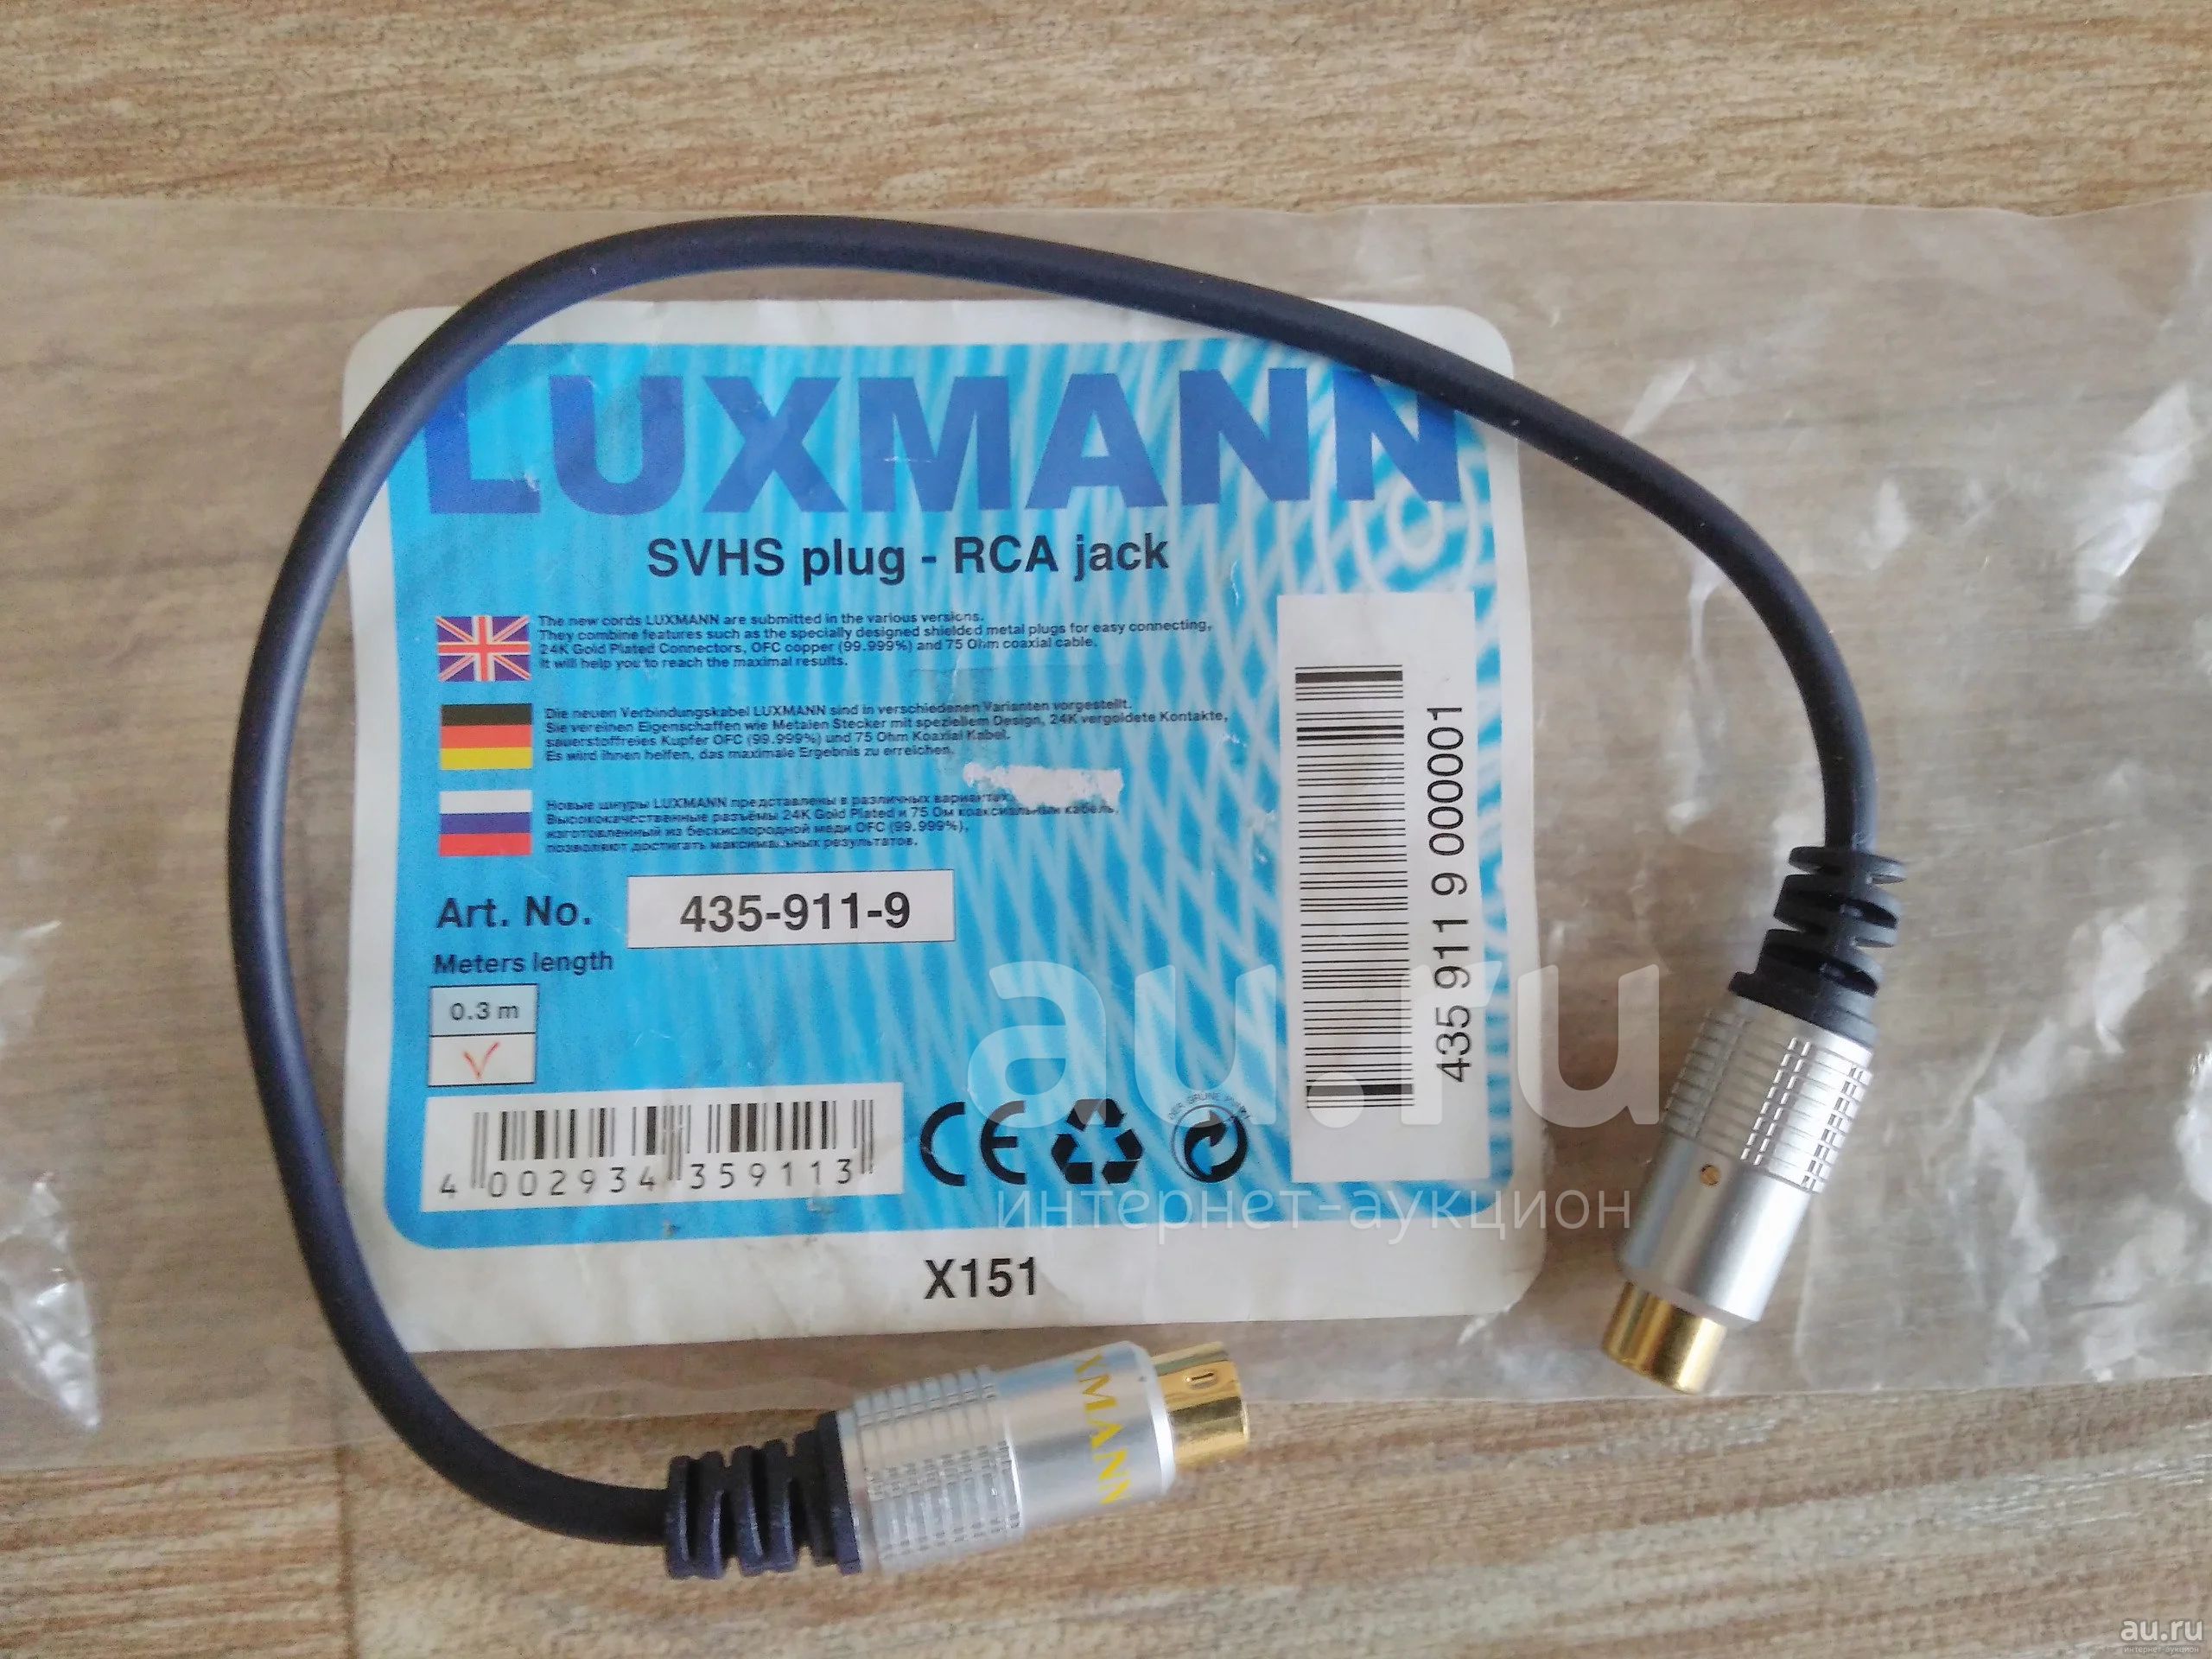 LUXMANN
SVHS plug - RCA jack
The new cords LUXMANN are submitted in the various versions.
They combine features such as the specially designed shielded metal plugs for easy connecting,
24K Gold Plated Connectors, OFC copper (99.999%) and 75 Ohm coaxial cable.
It will help you to reach the maximal results.
Die neuen Verbindungskabel LUXMANN sind in verschiedenen Varianten vorgestellt.
Sie vereinen Eigenschaften wie Metalen Stecker mit speziellem Design, 24K vergoldete Kontakte,
sauerstoffreies Kupfer OFC (99.999%) und 75 Ohm Koaxial Kabel.
Es wird Ihnen helfen, das maximale Ergebnis zu erreichen.
Новые шнуры LUXMANN представлены в различных вариантах.
Высококачественные разъёмы 24K Gold Plated и 75 Ом коаксиальный кабель,
изготовленный из бескислородной меди OFC (99.999%),
позволяют достигать максимальных результатов.
Art. No. 435-911-9
Meters length
0.3 m
4 002934 359113
CE
DER GRÜNE PUNKT
435 911 9 000001
X151
XMANN
au.ru
интернет-аукцион
au.ru
интернет-аукцион